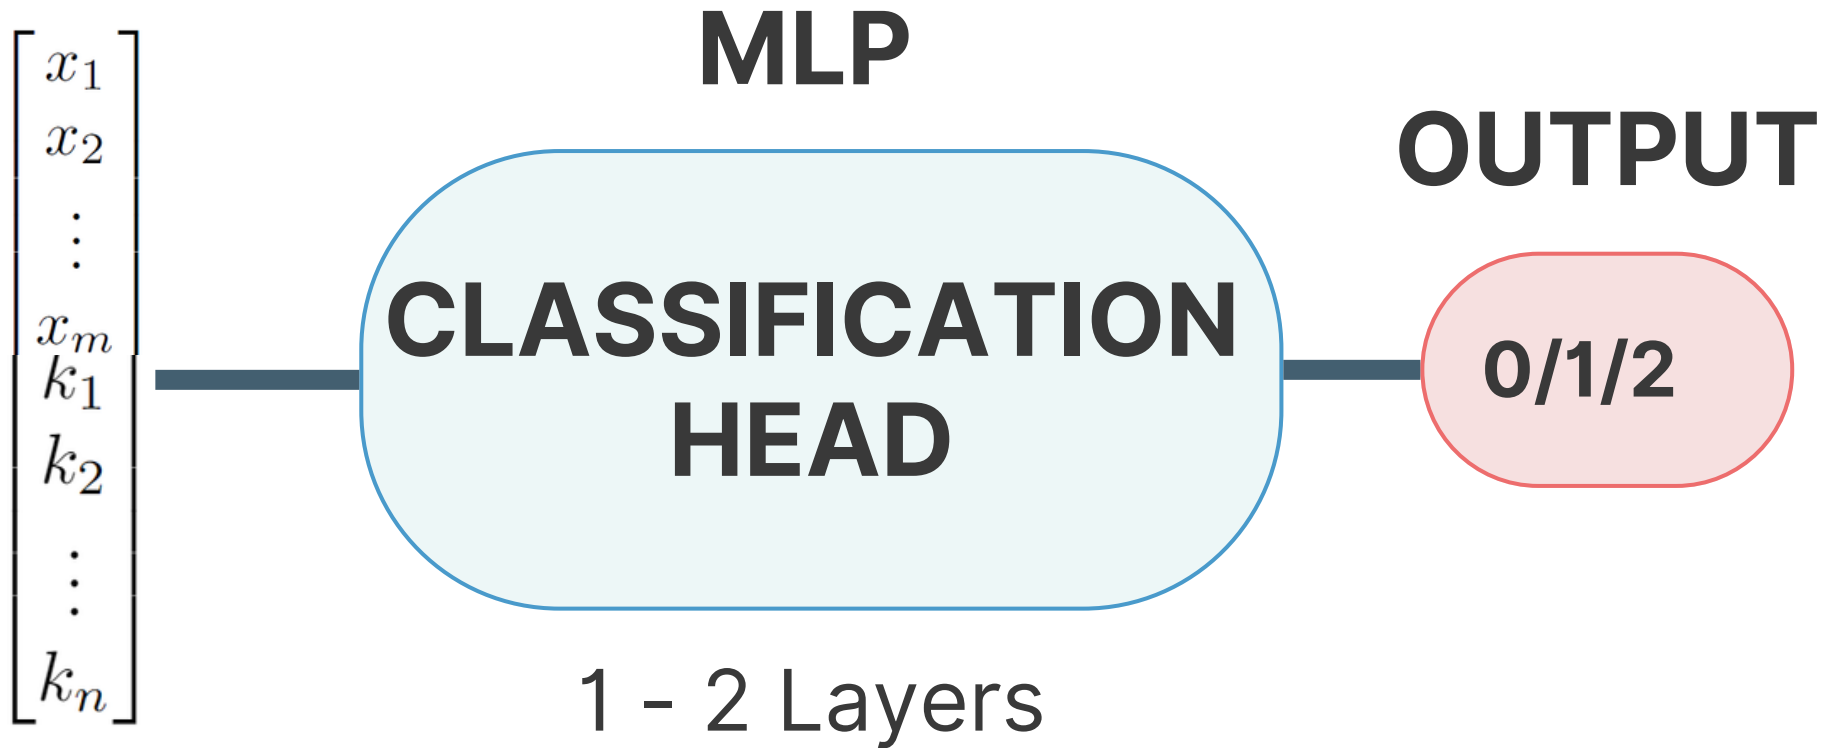 x₁
x₂
⋮
xₘ
k₁
k₂
⋮
kₙ
MLP
CLASSIFICATION
HEAD
1 - 2 Layers
OUTPUT
0/1/2